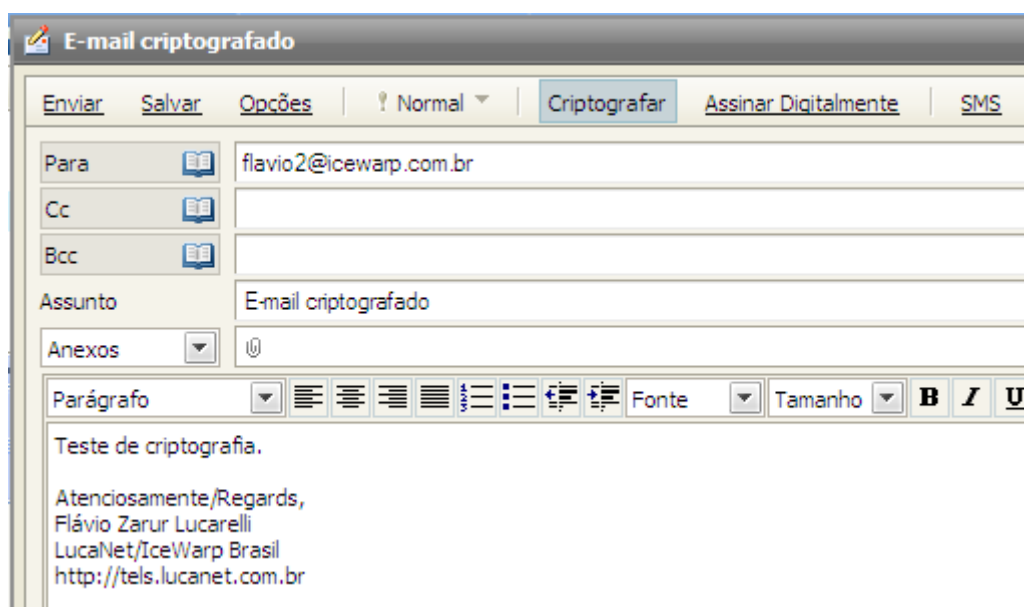 E-mail criptografado
Enviar Salvar Opções Normal Criptografar Assinar Digitalmente SMS
Para flavio2@icewarp.com.br
Cc
Bcc
Assunto E-mail criptografado
Anexos
Parágrafo Fonte Tamanho B I U
Teste de criptografia.
Atenciosamente/Regards,
Flávio Zarur Lucarelli
LucaNet/IceWarp Brasil
http://tels.lucanet.com.br